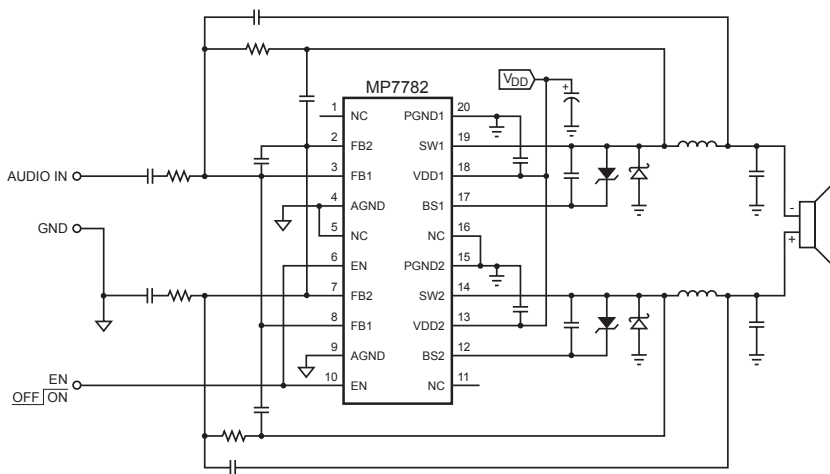 MP7782
V_DD
+
1 NC PGND1 20
2 FB2 SW1 19
3 FB1 VDD1 18
4 AGND BS1 17
5 NC NC 16
6 EN PGND2 15
7 FB2 SW2 14
8 FB1 VDD2 13
9 AGND BS2 12
10 EN NC 11
AUDIO IN
GND
EN
OFF ON
-
+